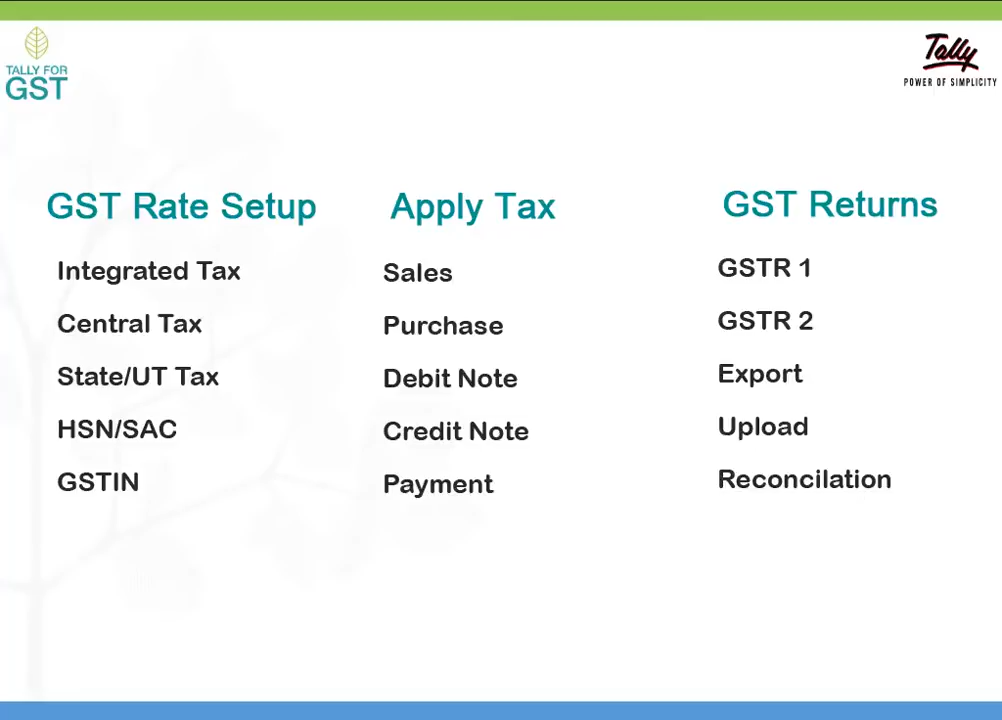 TALLY FOR
GST
Tally
POWER OF SIMPLICITY
GST Rate Setup
Integrated Tax
Central Tax
State/UT Tax
HSN/SAC
GSTIN
Apply Tax
Sales
Purchase
Debit Note
Credit Note
Payment
GST Returns
GSTR 1
GSTR 2
Export
Upload
Reconcilation